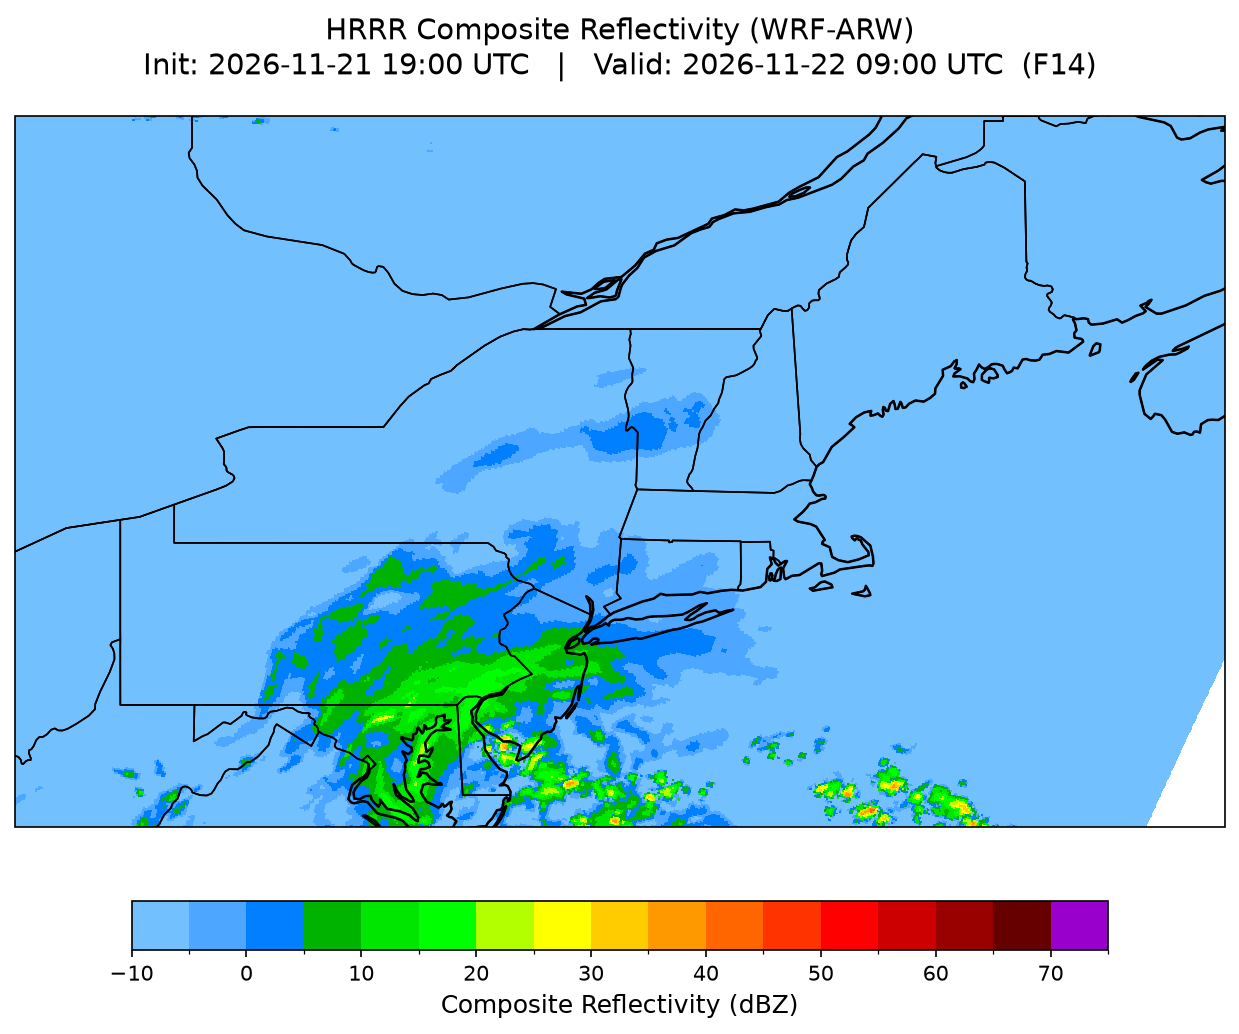 HRRR Composite Reflectivity (WRF-ARW)
Init: 2026-11-21 19:00 UTC   |   Valid: 2026-11-22 09:00 UTC  (F14)
−10 0 10 20 30 40 50 60 70
Composite Reflectivity (dBZ)